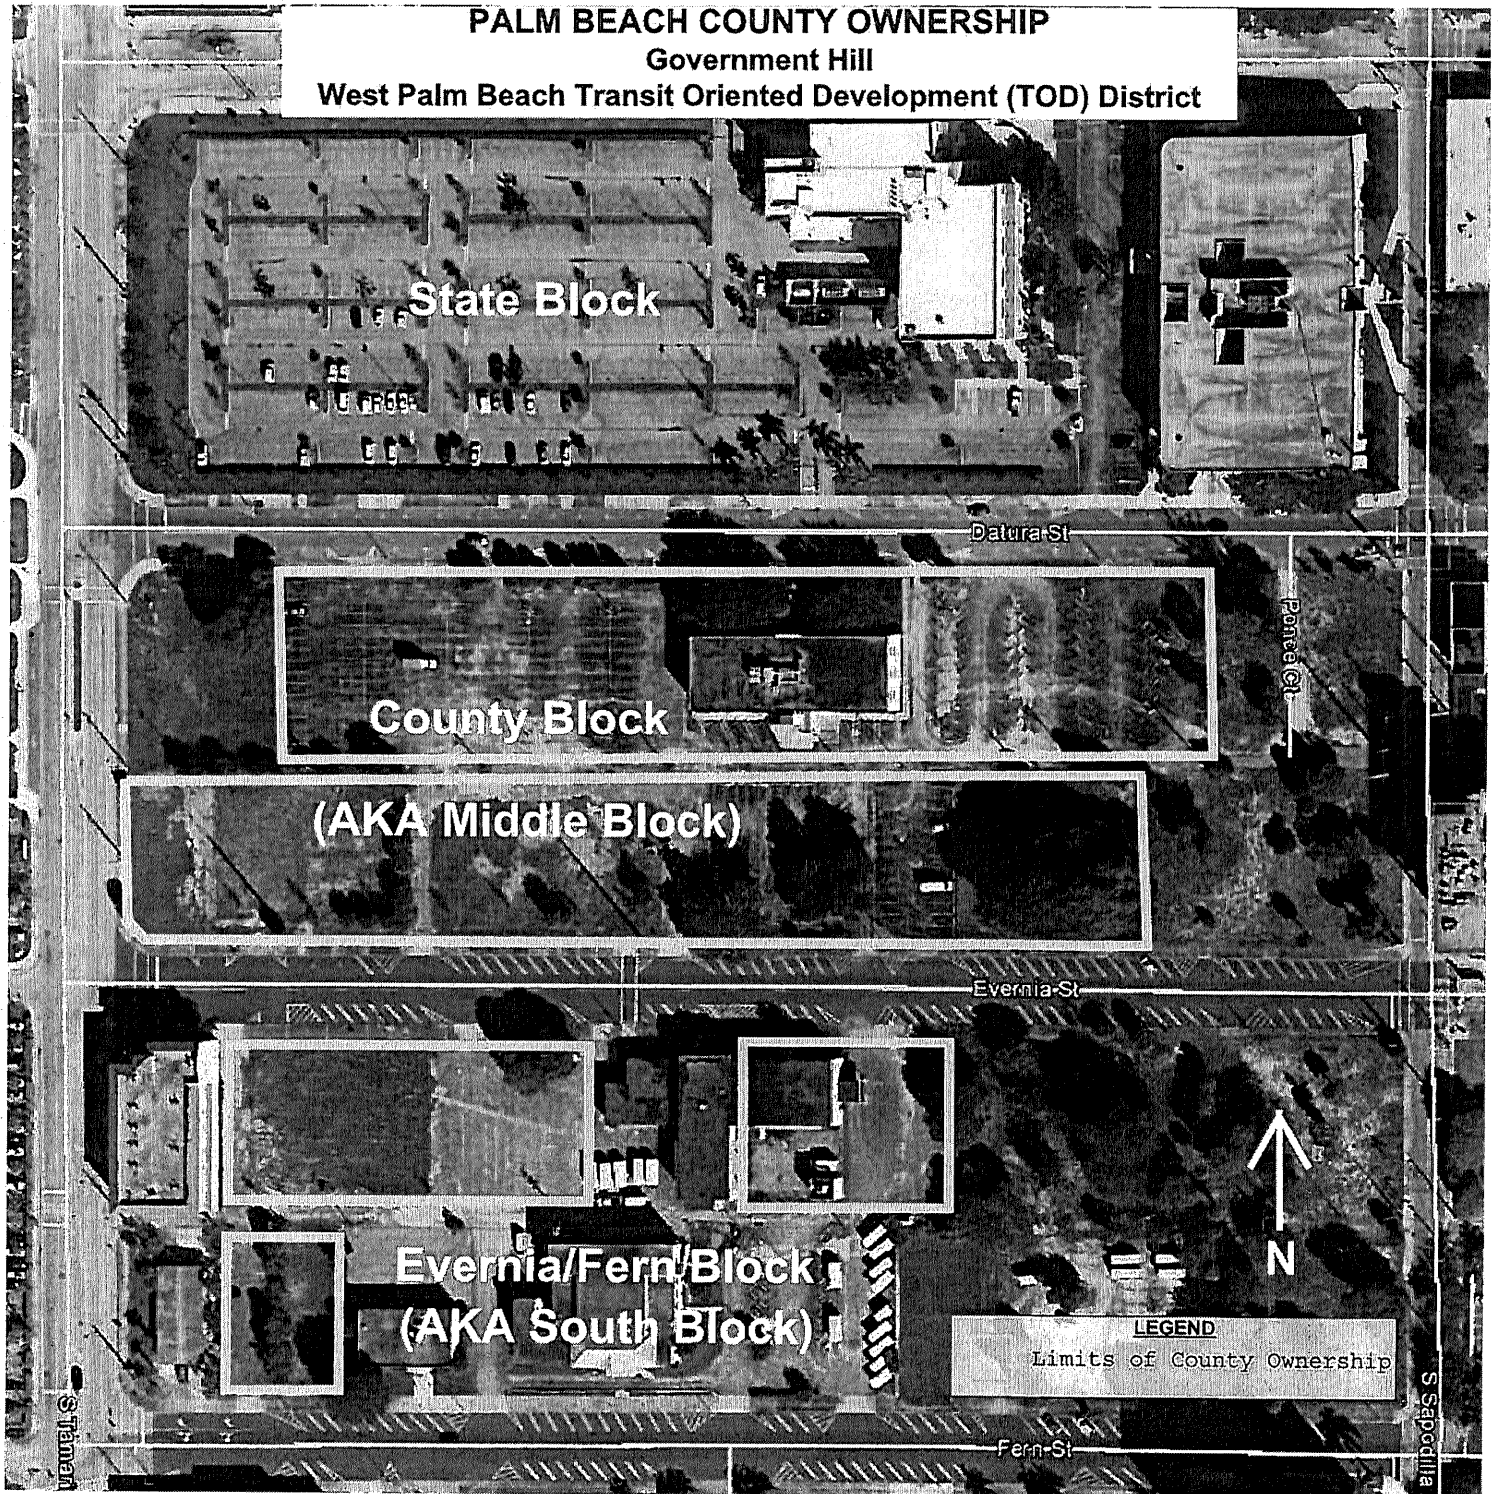 PALM BEACH COUNTY OWNERSHIP
Government Hill
West Palm Beach Transit Oriented Development (TOD) District
State Block
Datura St
Ponce Ct
County Block
(AKA Middle Block)
Evernia St
Evernia/Fern Block
(AKA South Block)
N
LEGEND
Limits of County Ownership
S Tamari
S Sapodilla
Fern St